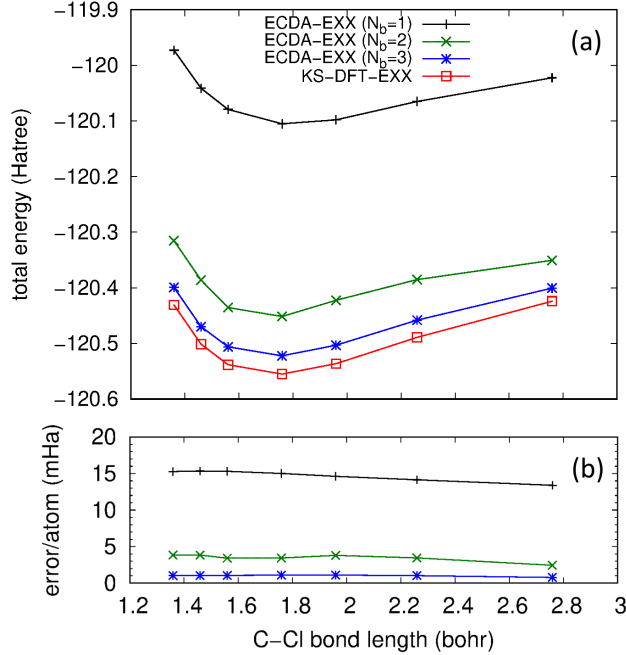 −119.9
ECDA−EXX (N_b=1)
(a)
ECDA−EXX (N_b=2)
−120
ECDA−EXX (N_b=3)
KS−DFT−EXX
−120.1
−120.2
−120.3
−120.4
−120.5
−120.6
total energy (Hatree)
20
(b)
15
10
5
0
error/atom (mHa)
1.2 1.4 1.6 1.8 2 2.2 2.4 2.6 2.8 3
C−Cl bond length (bohr)